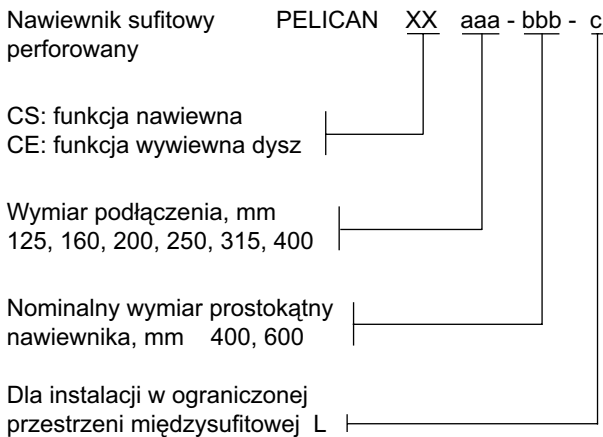 Nawiewnik sufitowy PELICAN XX aaa - bbb - c
perforowany
CS: funkcja nawiewna
CE: funkcja wywiewna dysz
Wymiar podłączenia, mm
125, 160, 200, 250, 315, 400
Nominalny wymiar prostokątny
nawiewnika, mm 400, 600
Dla instalacji w ograniczonej
przestrzeni międzysufitowej L